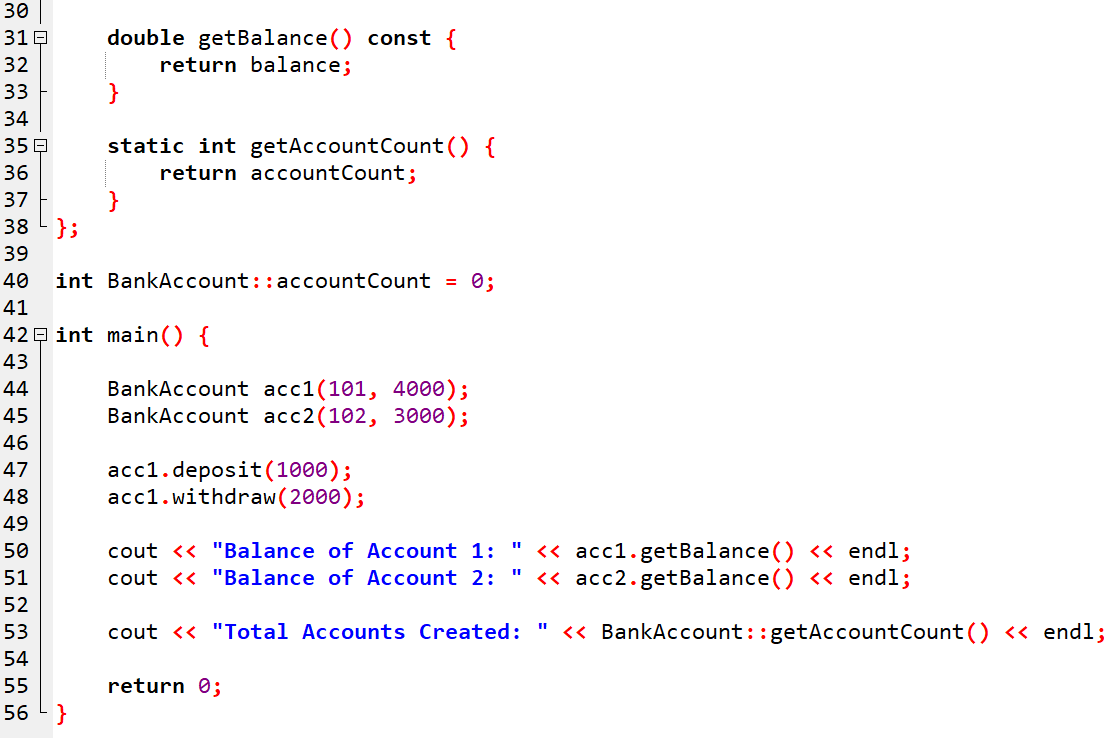 30
31 double getBalance() const {
32 return balance;
33 }
34
35 static int getAccountCount() {
36 return accountCount;
37 }
38 };
39
40 int BankAccount::accountCount = 0;
41
42 int main() {
43
44 BankAccount acc1(101, 4000);
45 BankAccount acc2(102, 3000);
46
47 acc1.deposit(1000);
48 acc1.withdraw(2000);
49
50 cout << "Balance of Account 1: " << acc1.getBalance() << endl;
51 cout << "Balance of Account 2: " << acc2.getBalance() << endl;
52
53 cout << "Total Accounts Created: " << BankAccount::getAccountCount() << endl;
54
55 return 0;
56 }